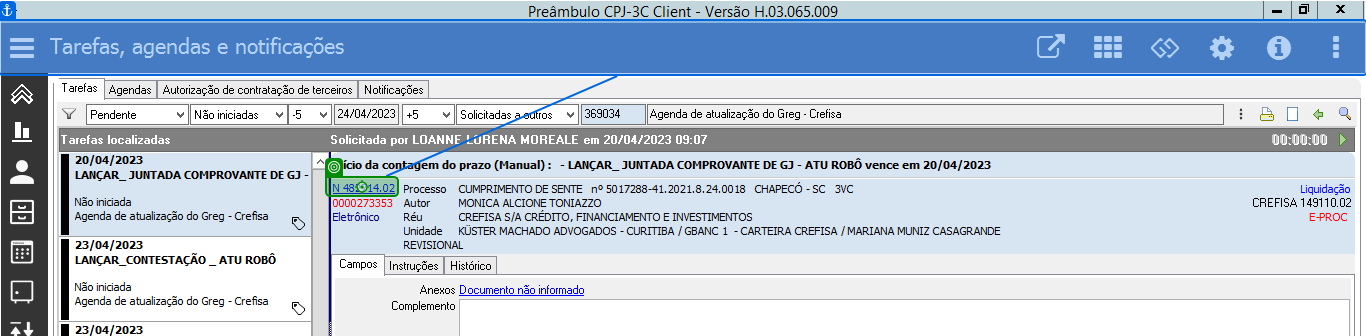 Preâmbulo CPJ-3C Client - Versão H.03.065.009
Tarefas, agendas e notificações
Tarefas Agendas Autorização de contratação de terceiros Notificações
Pendente Não iniciadas -5 24/04/2023 +5 Solicitadas a outros 369034 Agenda de atualização do Greg - Crefisa
Tarefas localizadas
Solicitada por LOANNE LORENA MOREALE em 20/04/2023 09:07 00:00:00
20/04/2023
LANÇAR_ JUNTADA COMPROVANTE DE GJ -
Não iniciada
Agenda de atualização do Greg - Crefisa
23/04/2023
LANÇAR_CONTESTAÇÃO _ ATU ROBÔ
Não iniciada
Agenda de atualização do Greg - Crefisa
23/04/2023
ício da contagem do prazo (Manual) : - LANÇAR_ JUNTADA COMPROVANTE DE GJ - ATU ROBÔ vence em 20/04/2023
Processo CUMPRIMENTO DE SENTE nº 5017288-41.2021.8.24.0018 CHAPECÓ - SC 3VC Liquidação
0000273353 Autor MONICA ALCIONE TONIAZZO CREFISA 149110.02
Eletrônico Réu CREFISA S/A CRÉDITO, FINANCIAMENTO E INVESTIMENTOS E-PROC
Unidade KÜSTER MACHADO ADVOGADOS - CURITIBA / GBANC 1 - CARTEIRA CREFISA / MARIANA MUNIZ CASAGRANDE
REVISIONAL
Campos Instruções Histórico
Anexos Documento não informado
Complemento